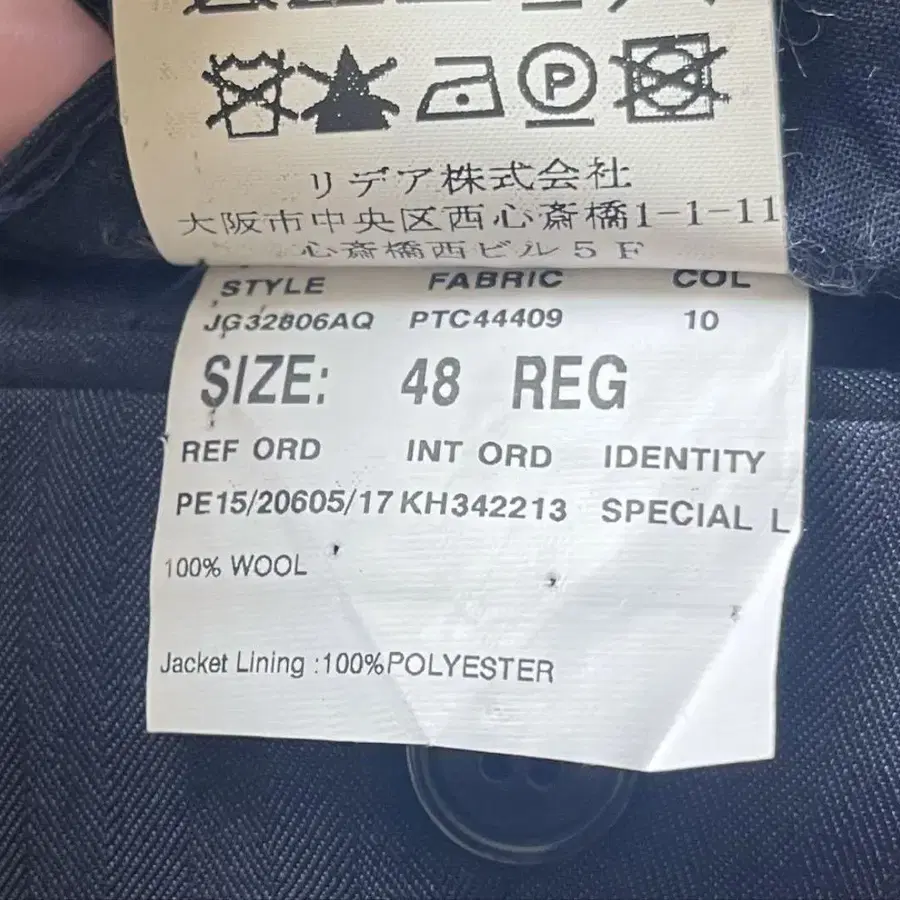 P
リデア株式会社
大阪市中央区西心斎橋1-1-11
心斎橋西ビル5F
STYLE FABRIC COL
JG32806AQ PTC44409 10
SIZE: 48 REG
REF ORD INT ORD IDENTITY
PE15/20605/17 KH342213 SPECIAL L
100% WOOL
Jacket Lining :100%POLYESTER